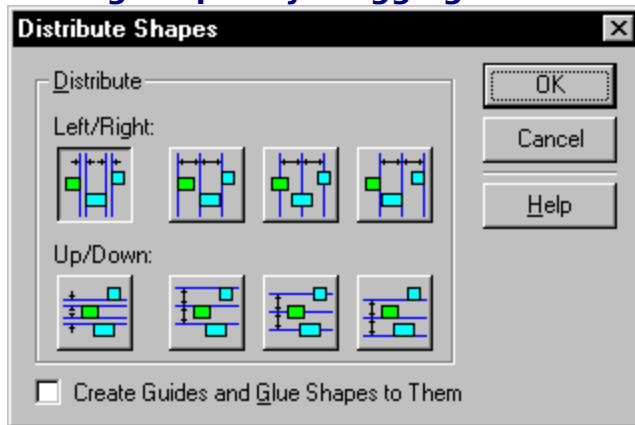 Distribute Shapes
Distribute
Left/Right:
Up/Down:
Create Guides and Glue Shapes to Them
OK
Cancel
Help